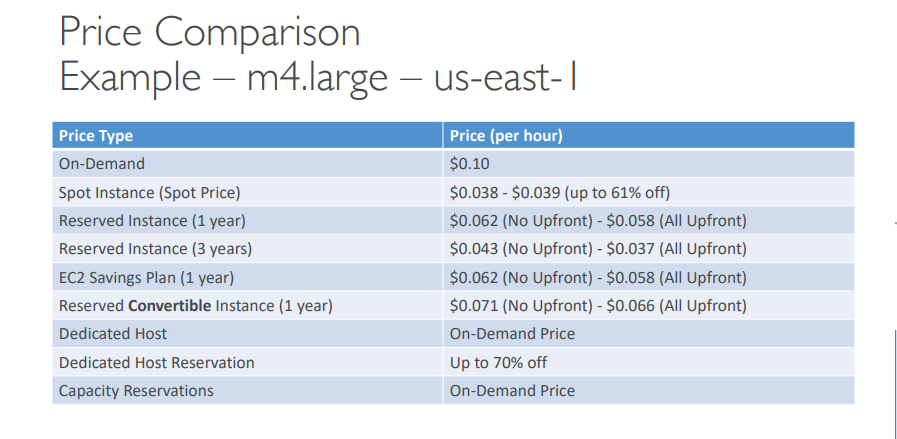 Price Comparison
Example – m4.large – us-east-1
Price Type Price (per hour)
On-Demand $0.10
Spot Instance (Spot Price) $0.038 - $0.039 (up to 61% off)
Reserved Instance (1 year) $0.062 (No Upfront) - $0.058 (All Upfront)
Reserved Instance (3 years) $0.043 (No Upfront) - $0.037 (All Upfront)
EC2 Savings Plan (1 year) $0.062 (No Upfront) - $0.058 (All Upfront)
Reserved Convertible Instance (1 year) $0.071 (No Upfront) - $0.066 (All Upfront)
Dedicated Host On-Demand Price
Dedicated Host Reservation Up to 70% off
Capacity Reservations On-Demand Price